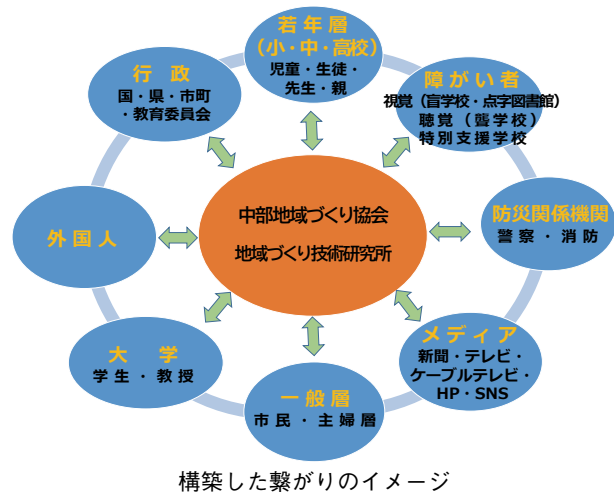 若年層
(小・中・高校)
児童・生徒・
先生・親
行 政
国・県・市町
・教育委員会
障がい者
視覚(盲学校・点字図書館)
聴覚(聾学校)
特別支援学校
中部地域づくり協会
地域づくり技術研究所
外国人
防災関係機関
警察・消防
大 学
学生・教授
メディア
新聞・テレビ・
ケーブルテレビ・
HP・SNS
一般層
市民・主婦層
構築した繋がりのイメージ